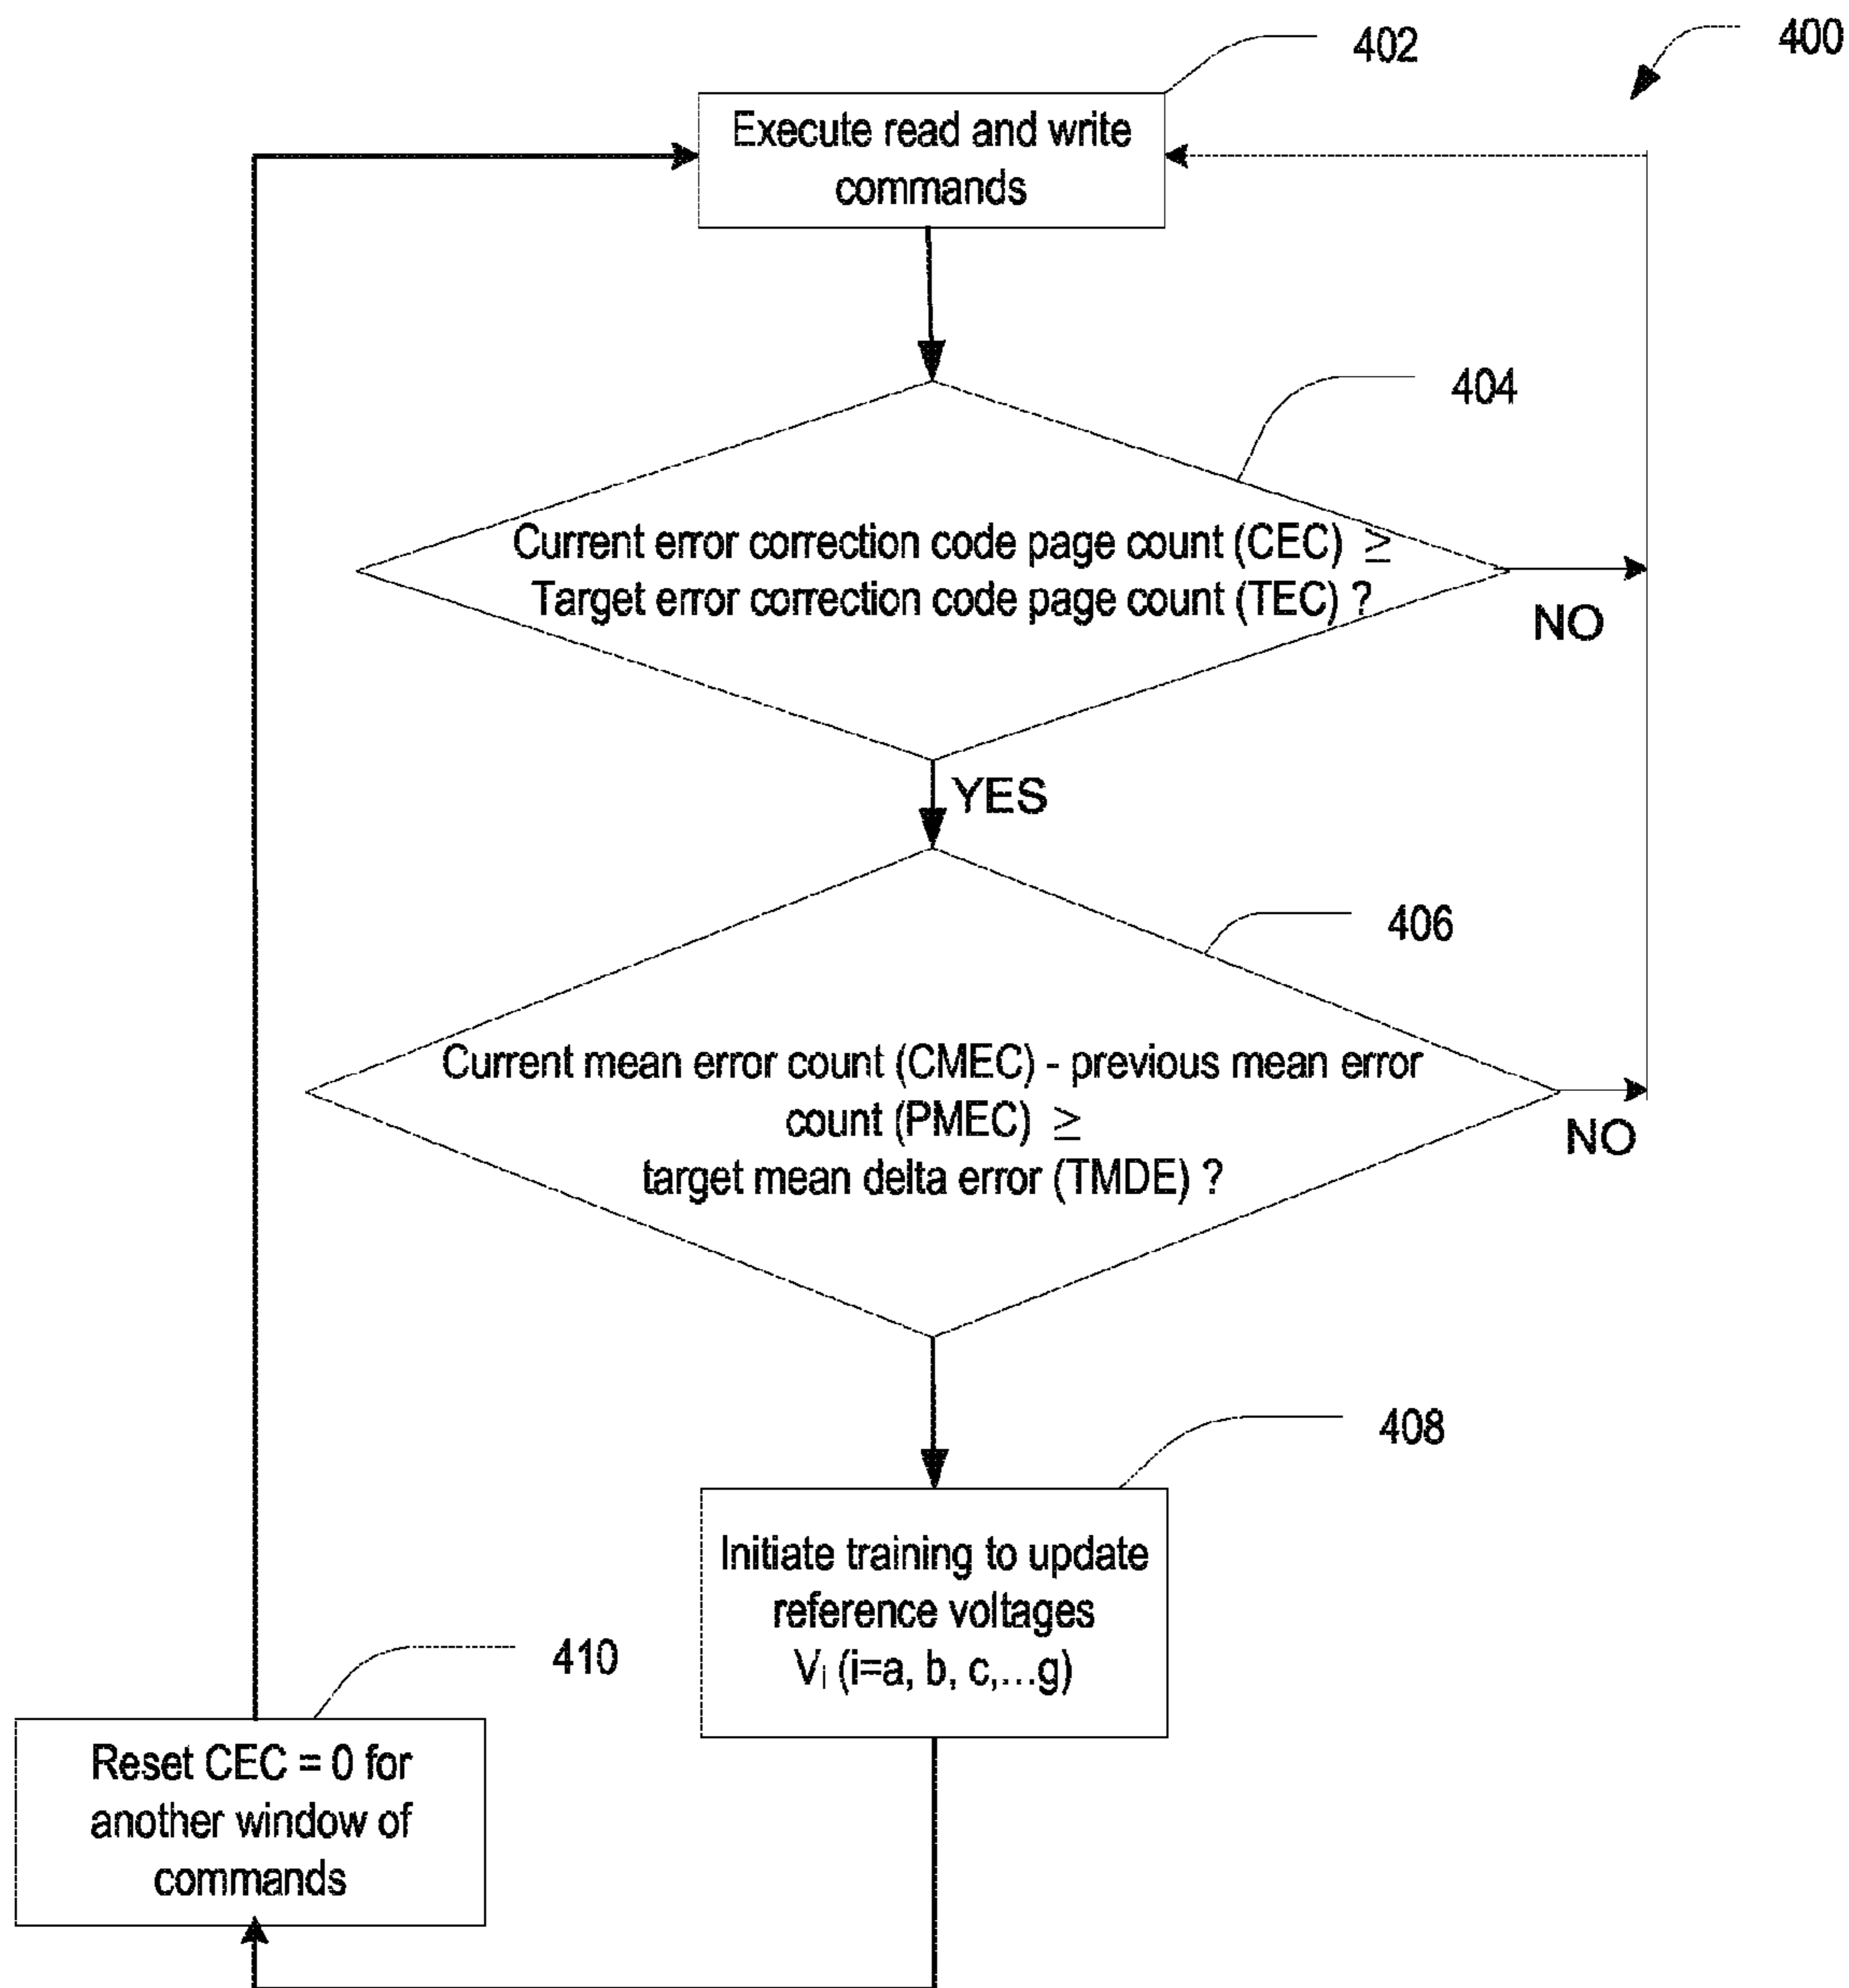 400
402
Execute read and write
commands
404
Current error correction code page count (CEC) ≥
Target error correction code page count (TEC) ?
NO
YES
406
Current mean error count (CMEC) - previous mean error
count (PMEC) ≥
target mean delta error (TMDE) ?
NO
408
Initiate training to update
reference voltages
Vi (i=a, b, c,...g)
410
Reset CEC = 0 for
another window of
commands